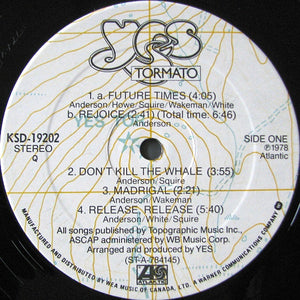 YES
TORMATO
1.a. FUTURE TIMES (4:05)
Anderson/Howe/Squire/Wakeman/White
b. REJOICE (2:41) (Total time: 6:46)
Anderson
KSD-19202
STEREO
Q
SIDE ONE
℗1978
Atlantic
2. DON'T KILL THE WHALE (3:55)
Anderson/Squire
3. MADRIGAL (2:21)
Anderson/Wakeman
4. RELEASE, RELEASE (5:40)
Anderson/White/Squire
All songs published by Topographic Music Inc.,
ASCAP administered by WB Music Corp.
Arranged and produced by YES
(ST-A-784145)
ATLANTIC
MANUFACTURED AND DISTRIBUTED BY WEA MUSIC OF CANADA, LTD. A WARNER COMMUNICATIONS COMPANY